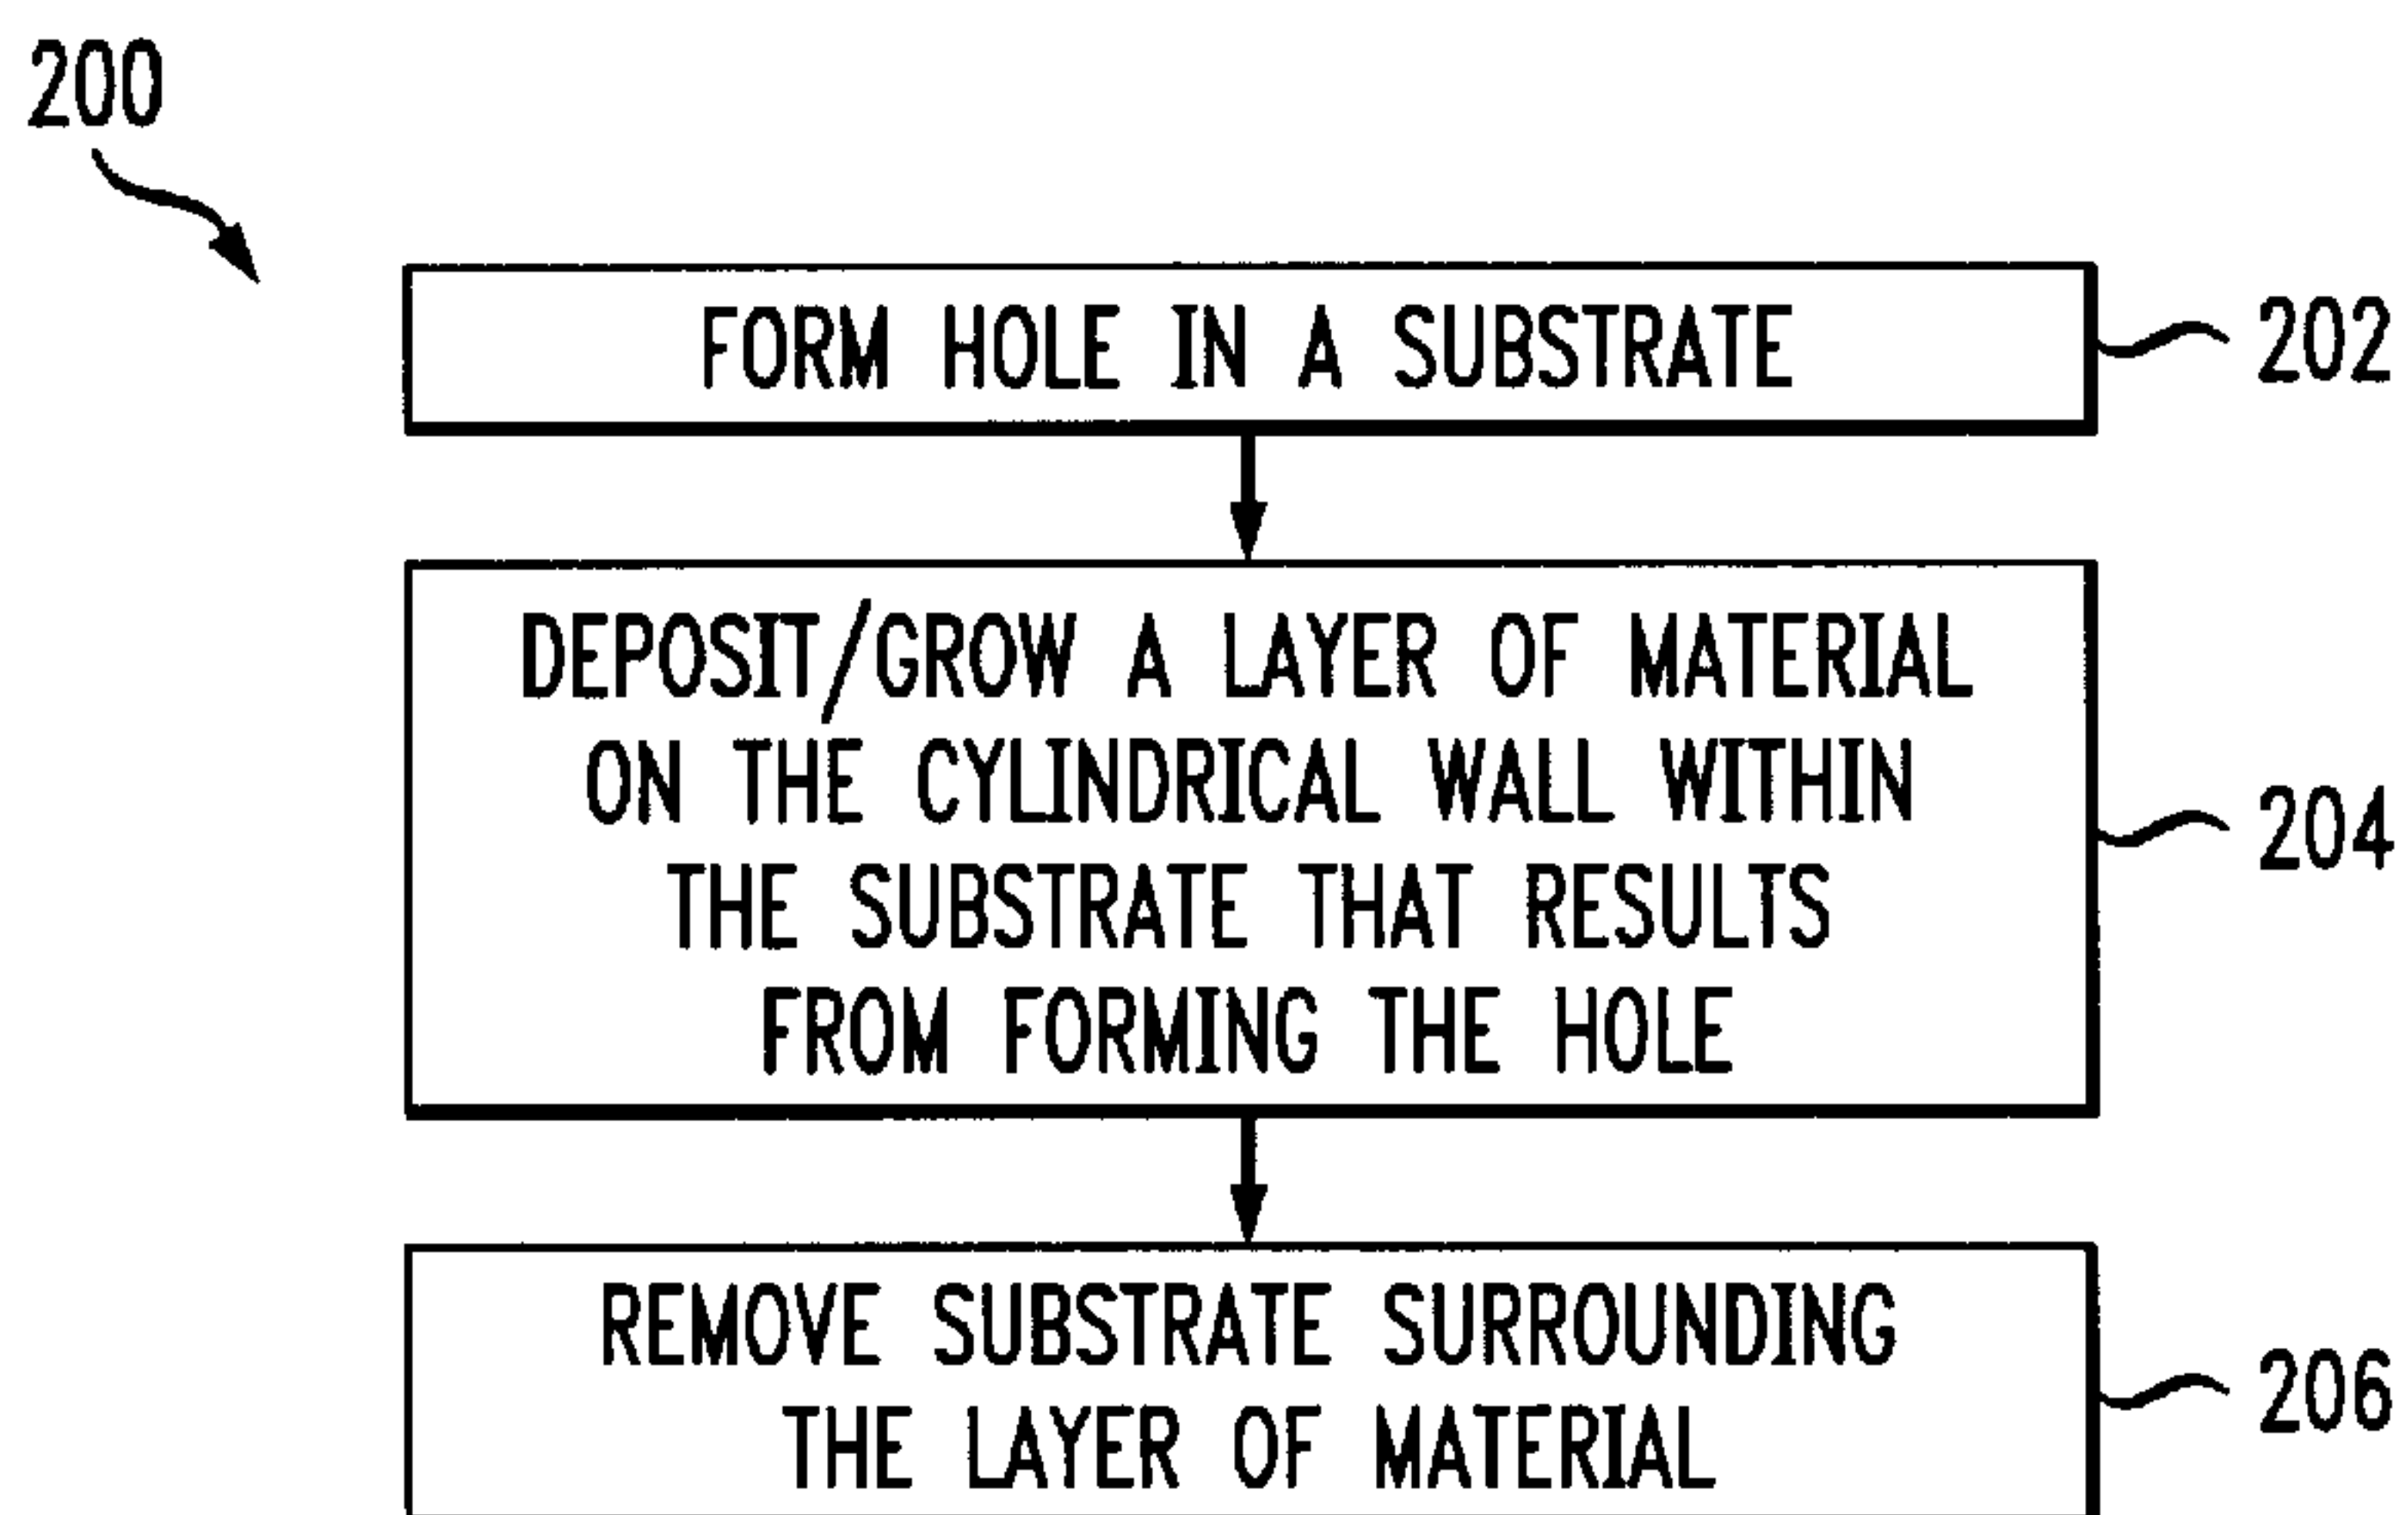 200
FORM HOLE IN A SUBSTRATE
202
DEPOSIT/GROW A LAYER OF MATERIAL
ON THE CYLINDRICAL WALL WITHIN
THE SUBSTRATE THAT RESULTS
FROM FORMING THE HOLE
204
REMOVE SUBSTRATE SURROUNDING
THE LAYER OF MATERIAL
206